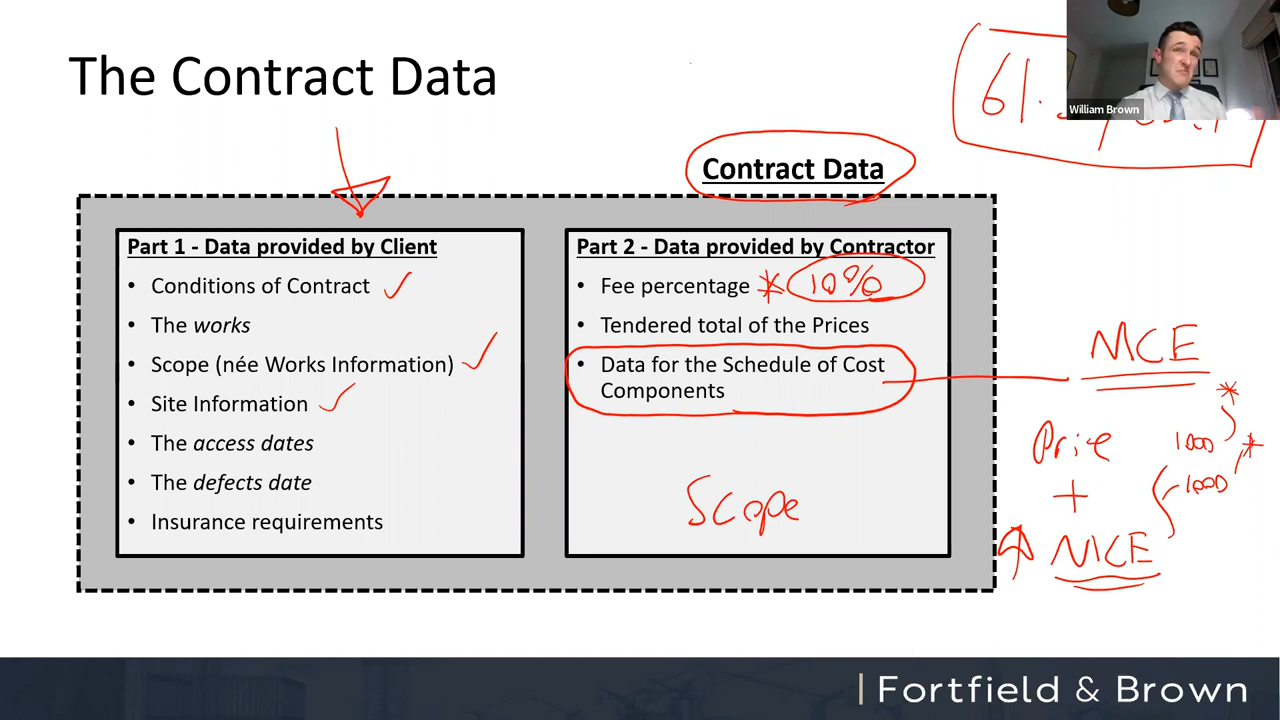 The Contract Data
61.
William Brown
Contract Data
Part 1 - Data provided by Client
• Conditions of Contract
• The works
• Scope (née Works Information)
• Site Information
• The access dates
• The defects date
• Insurance requirements
Part 2 - Data provided by Contractor
• Fee percentage * 10%
• Tendered total of the Prices
• Data for the Schedule of Cost
Components
Scope
NCE
Price
1000
+
1000
NCE
| Fortfield & Brown